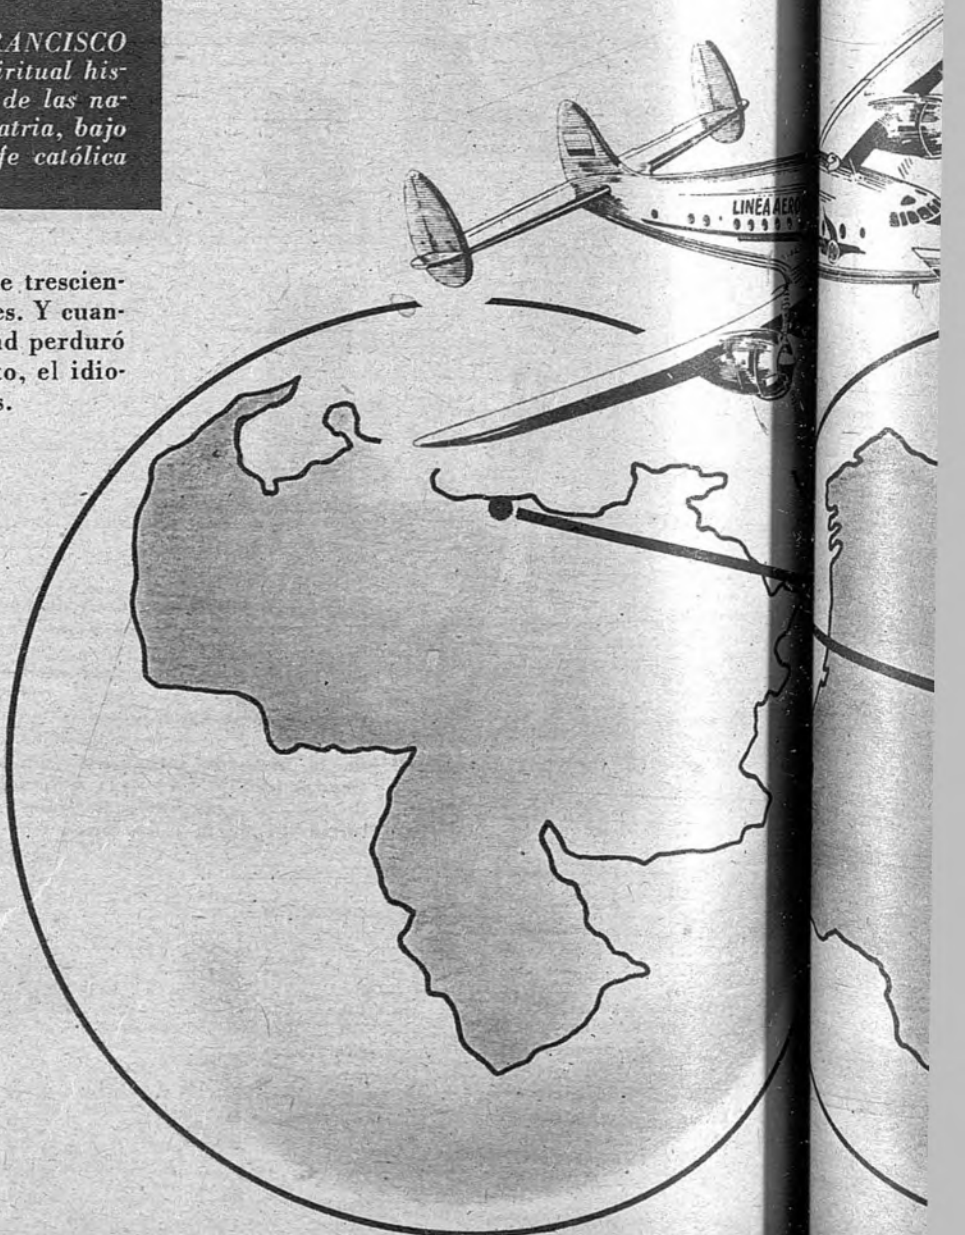 RANCISCO
iritual his-
de las na-
atria, bajo
fe católica
e trescien-
es. Y cuan-
ad perduró
to, el idio-
s.
LINEA AERO